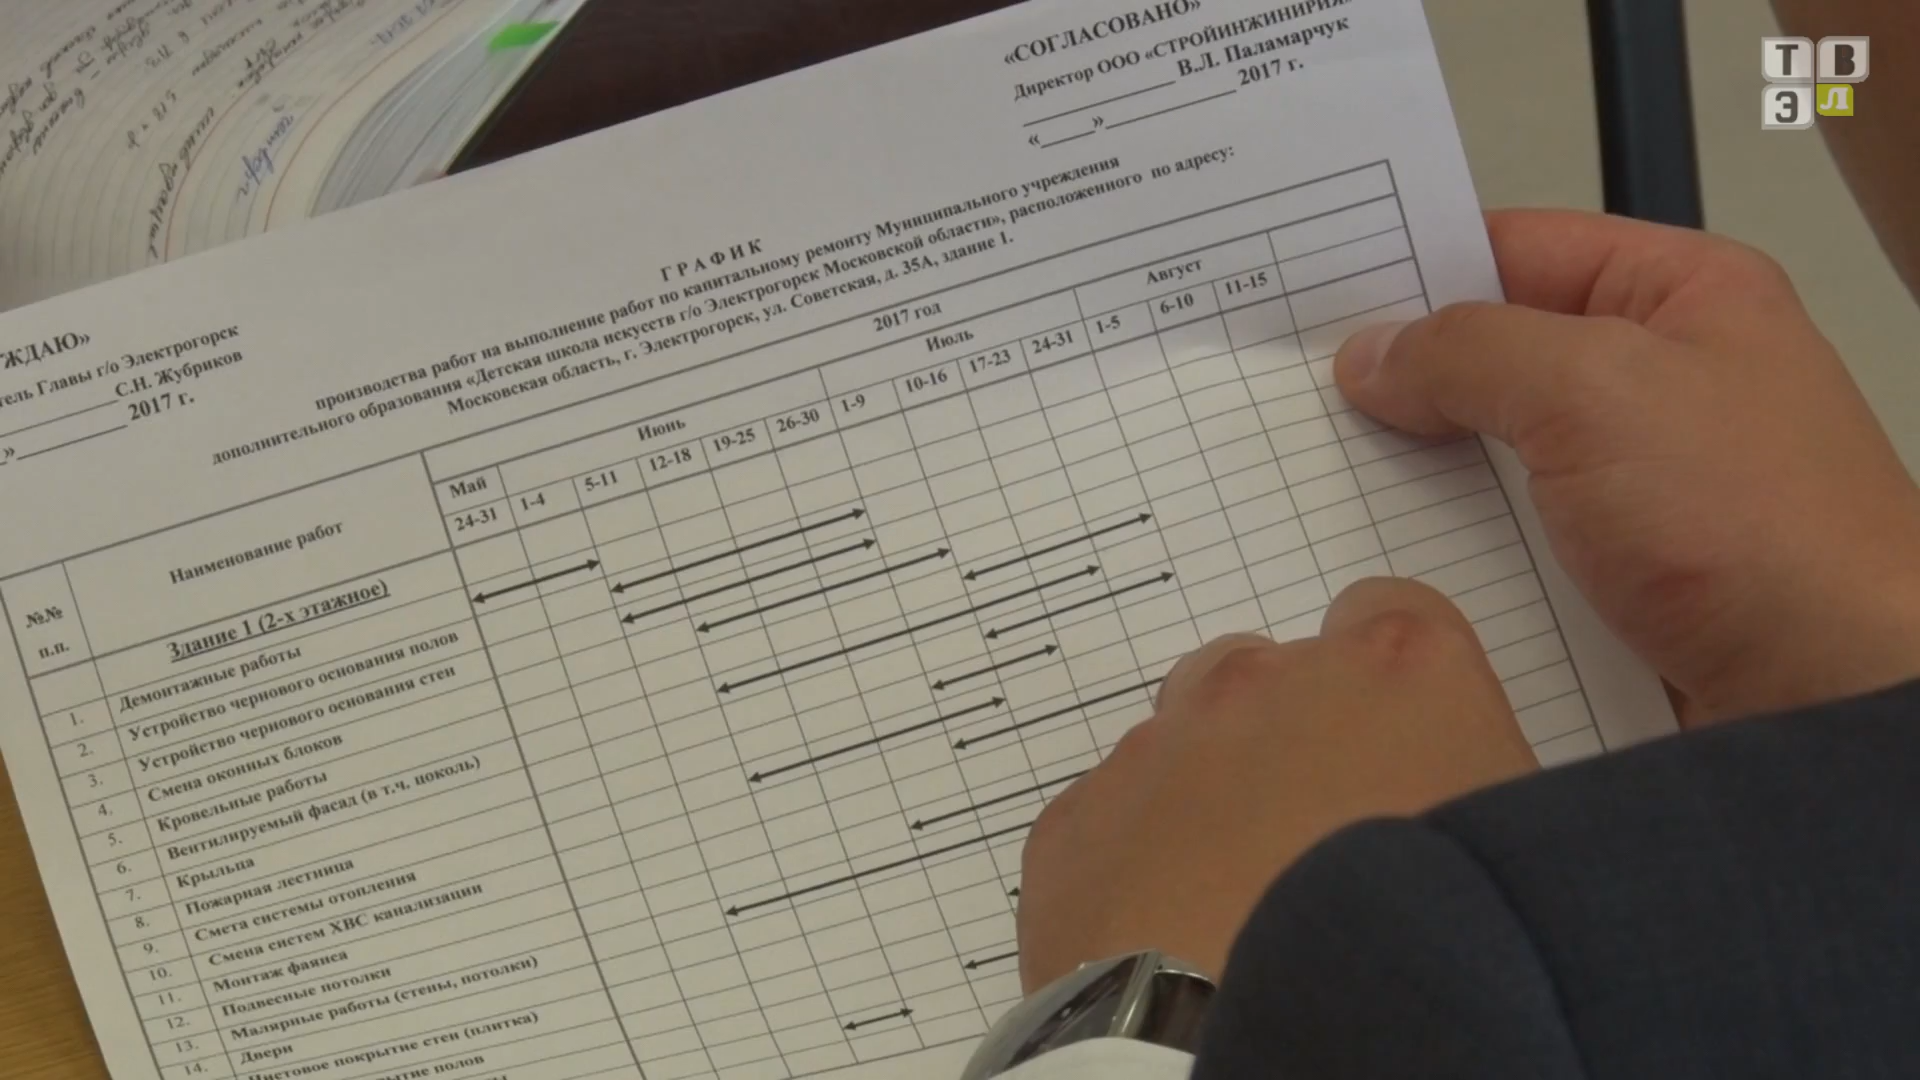 ТВ
ЭЛ
«СОГЛАСОВАНО»
Директор ООО «СТРОЙИНЖИНИРИ
В.Л. Паламарчук
«____»____________ 2017 г.
ЖДАЮ»
тель Главы г/о Электрогорск
С.Н. Жубриков
»__________ 2017 г.
Г Р А Ф И К
производства работ на выполнение работ по капитальному ремонту Муниципального учреждения
дополнительного образования «Детская школа искусств г/о Электрогорск Московской области», расположенного по адресу:
Московская область, г. Электрогорск, ул. Советская, д. 35А, здание 1.
№№ п.п.
Наименование работ
2017 год
Май Июнь Июль Август
24-31 1-4 5-11 12-18 19-25 26-30 1-9 10-16 17-23 24-31 1-5 6-10 11-15
Здание 1 (2-х этажное)
1. Демонтажные работы
2. Устройство чернового основания полов
3. Устройство чернового основания стен
4. Смена оконных блоков
5. Кровельные работы
6. Вентилируемый фасад (в т.ч. цоколь)
7. Крыльца
8. Пожарная лестница
9. Смета системы отопления
10. Смена систем ХВС канализации
11. Монтаж фаянса
12. Подвесные потолки
13. Малярные работы (стены, потолки)
14. Двери
Чистовое покрытие стен (плитка)
ытие полов